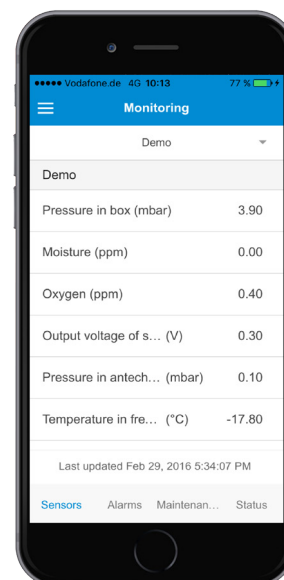 Vodafone.de 4G 10:13 77 %
Monitoring
Demo
Demo
Pressure in box (mbar) 3.90
Moisture (ppm) 0.00
Oxygen (ppm) 0.40
Output voltage of s... (V) 0.30
Pressure in antech... (mbar) 0.10
Temperature in fre... (°C) -17.80
Last updated Feb 29, 2016 5:34:07 PM
Sensors Alarms Maintenan... Status